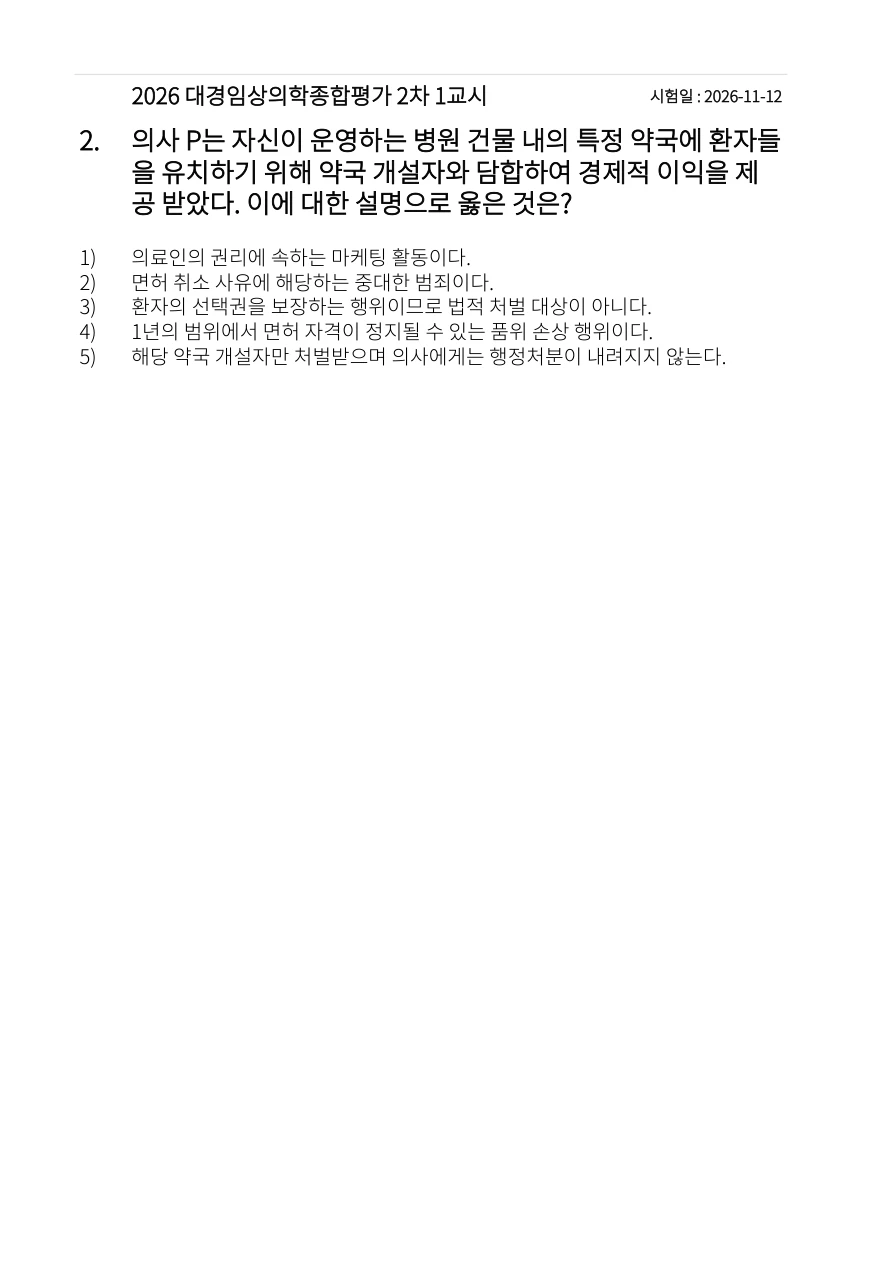 2026 대경임상의학종합평가 2차 1교시 시험일 : 2026-11-12
2. 의사 P는 자신이 운영하는 병원 건물 내의 특정 약국에 환자들
을 유치하기 위해 약국 개설자와 담합하여 경제적 이익을 제
공 받았다. 이에 대한 설명으로 옳은 것은?
1) 의료인의 권리에 속하는 마케팅 활동이다.
2) 면허 취소 사유에 해당하는 중대한 범죄이다.
3) 환자의 선택권을 보장하는 행위이므로 법적 처벌 대상이 아니다.
4) 1년의 범위에서 면허 자격이 정지될 수 있는 품위 손상 행위이다.
5) 해당 약국 개설자만 처벌받으며 의사에게는 행정처분이 내려지지 않는다.